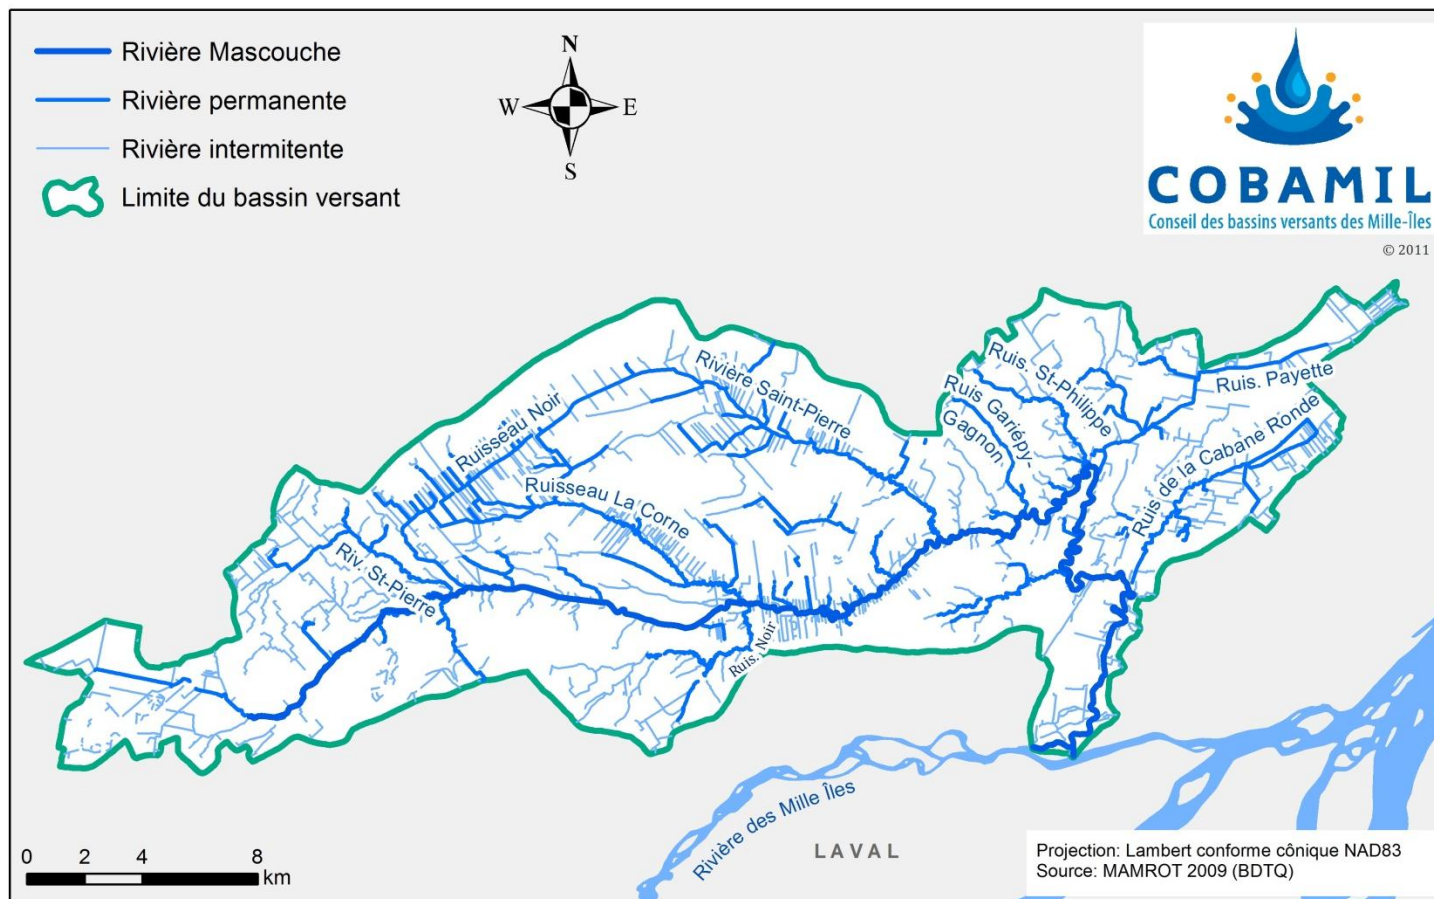 Rivière Mascouche
Rivière permanente
Rivière intermitente
Limite du bassin versant
N
W E
S
COBAMIL
Conseil des bassins versants des Mille-Îles
© 2011
Ruisseau Noir
Rivière Saint-Pierre
Ruisseau La Corne
Riv. St-Pierre
Ruis. Noir
Ruis Gariépy-
Gagnon
Ruis. St-Philippe
Ruis. Payette
Ruis de la Cabane Ronde
Rivière des Mille Îles
LAVAL
0 2 4 8
km
Projection: Lambert conforme cônique NAD83
Source: MAMROT 2009 (BDTQ)